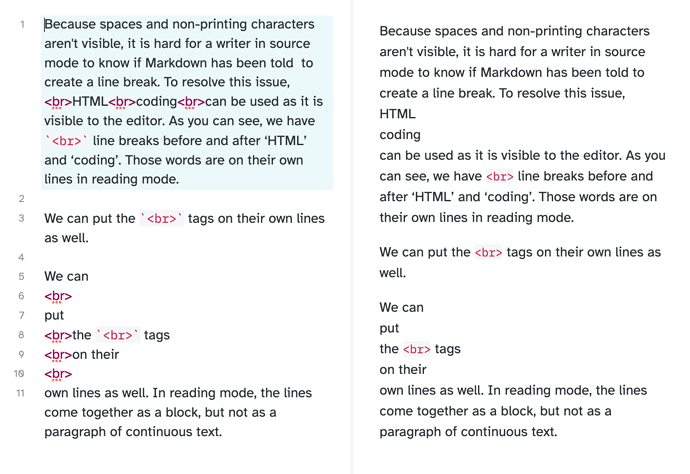 1 Because spaces and non-printing characters
aren't visible, it is hard for a writer in source
mode to know if Markdown has been told  to
create a line break. To resolve this issue,
<br>HTML<br>coding<br>can be used as it is
visible to the editor. As you can see, we have
`<br>` line breaks before and after ‘HTML’
and ‘coding’. Those words are on their own
lines in reading mode.
2
3 We can put the `<br>` tags on their own lines
as well.
4
5 We can
6 <br>
7 put
8 <br>the `<br>` tags
9 <br>on their
10 <br>
11 own lines as well. In reading mode, the lines
come together as a block, but not as a
paragraph of continuous text.
Because spaces and non-printing characters
aren't visible, it is hard for a writer in source
mode to know if Markdown has been told to
create a line break. To resolve this issue,
HTML
coding
can be used as it is visible to the editor. As you
can see, we have <br> line breaks before and
after ‘HTML’ and ‘coding’. Those words are on
their own lines in reading mode.
We can put the <br> tags on their own lines as
well.
We can
put
the <br> tags
on their
own lines as well. In reading mode, the lines
come together as a block, but not as a
paragraph of continuous text.